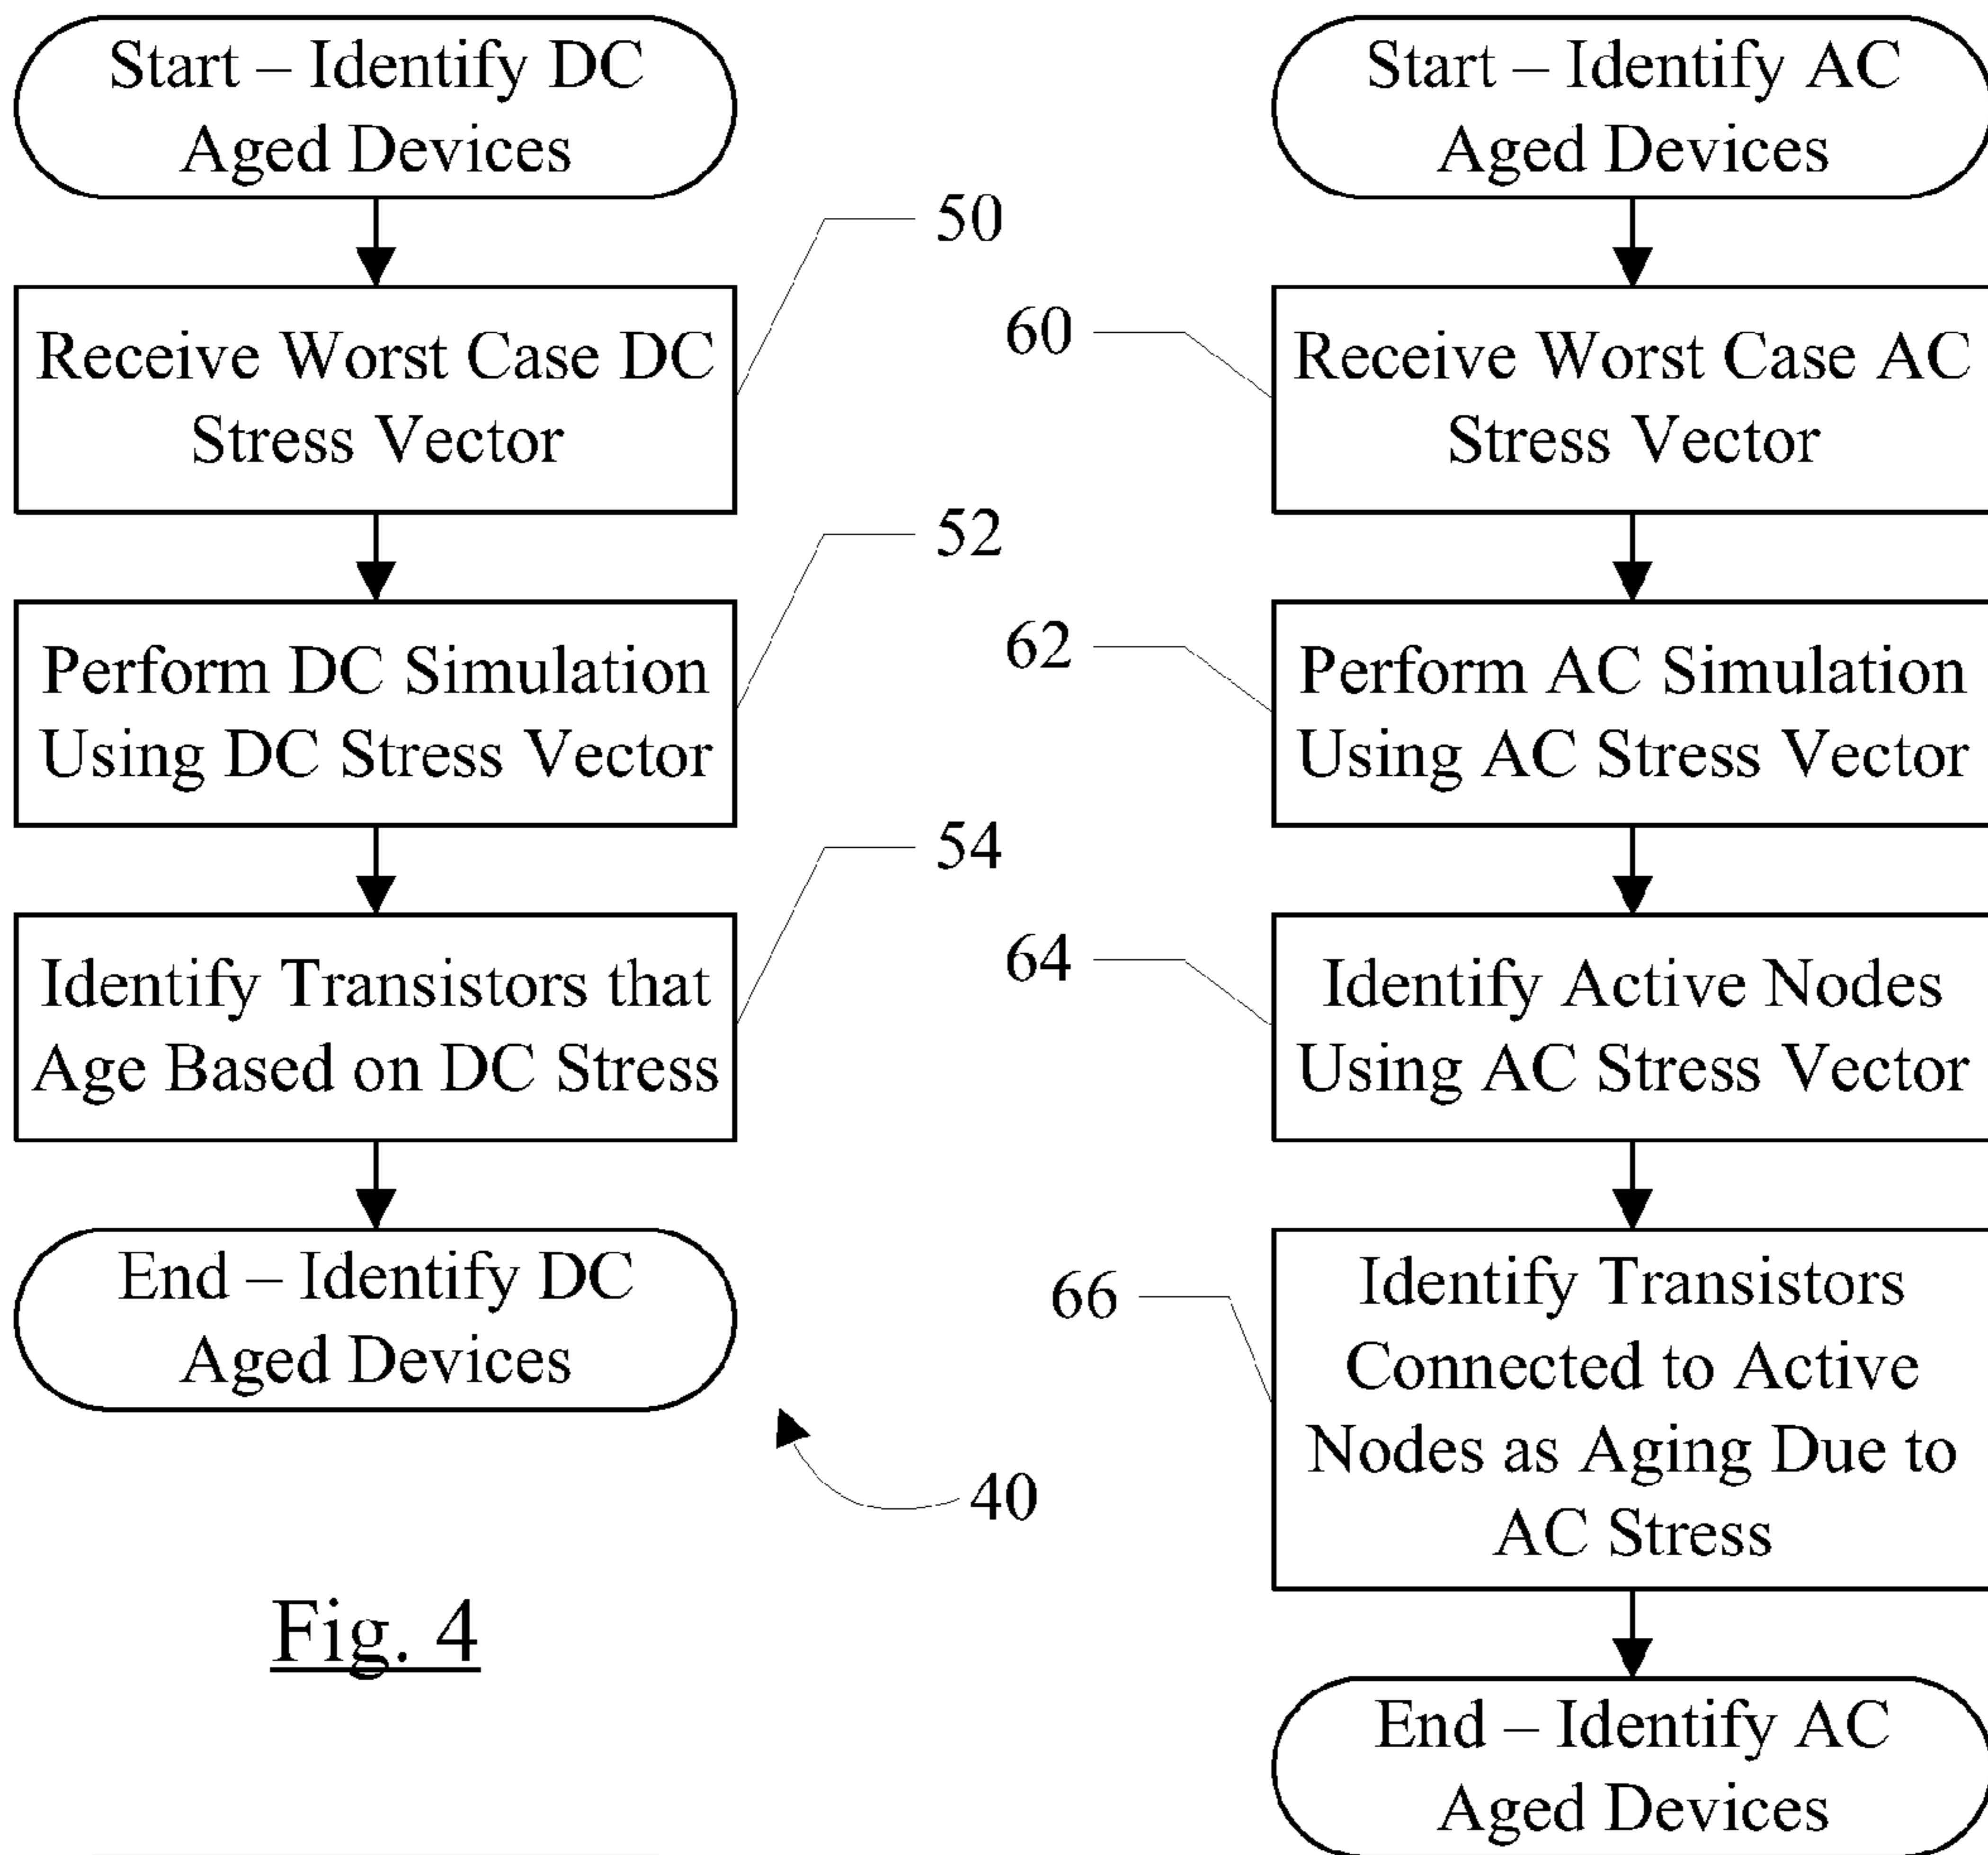 Start – Identify DC
Aged Devices
50
Receive Worst Case DC
Stress Vector
52
Perform DC Simulation
Using DC Stress Vector
54
Identify Transistors that
Age Based on DC Stress
End – Identify DC
Aged Devices
40
Fig. 4
Start – Identify AC
Aged Devices
60
Receive Worst Case AC
Stress Vector
62
Perform AC Simulation
Using AC Stress Vector
64
Identify Active Nodes
Using AC Stress Vector
66
Identify Transistors
Connected to Active
Nodes as Aging Due to
AC Stress
End – Identify AC
Aged Devices